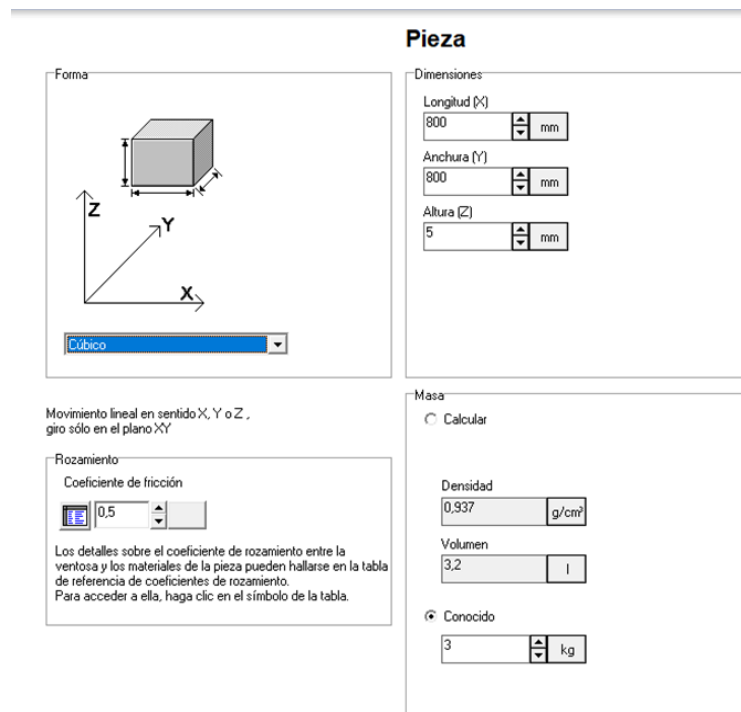 Pieza
Forma
Z
Y
X
Cúbico
Dimensiones
Longitud (X)
800 mm
Anchura (Y)
800 mm
Altura (Z)
5 mm
Movimiento lineal en sentido X, Y o Z ,
giro sólo en el plano XY
Rozamiento
Coeficiente de fricción
0,5
Los detalles sobre el coeficiente de rozamiento entre la
ventosa y los materiales de la pieza pueden hallarse en la tabla
de referencia de coeficientes de rozamiento.
Para acceder a ella, haga clic en el símbolo de la tabla.
Masa
Calcular
Densidad
0,937 g/cm³
Volumen
3,2 l
Conocido
3 kg